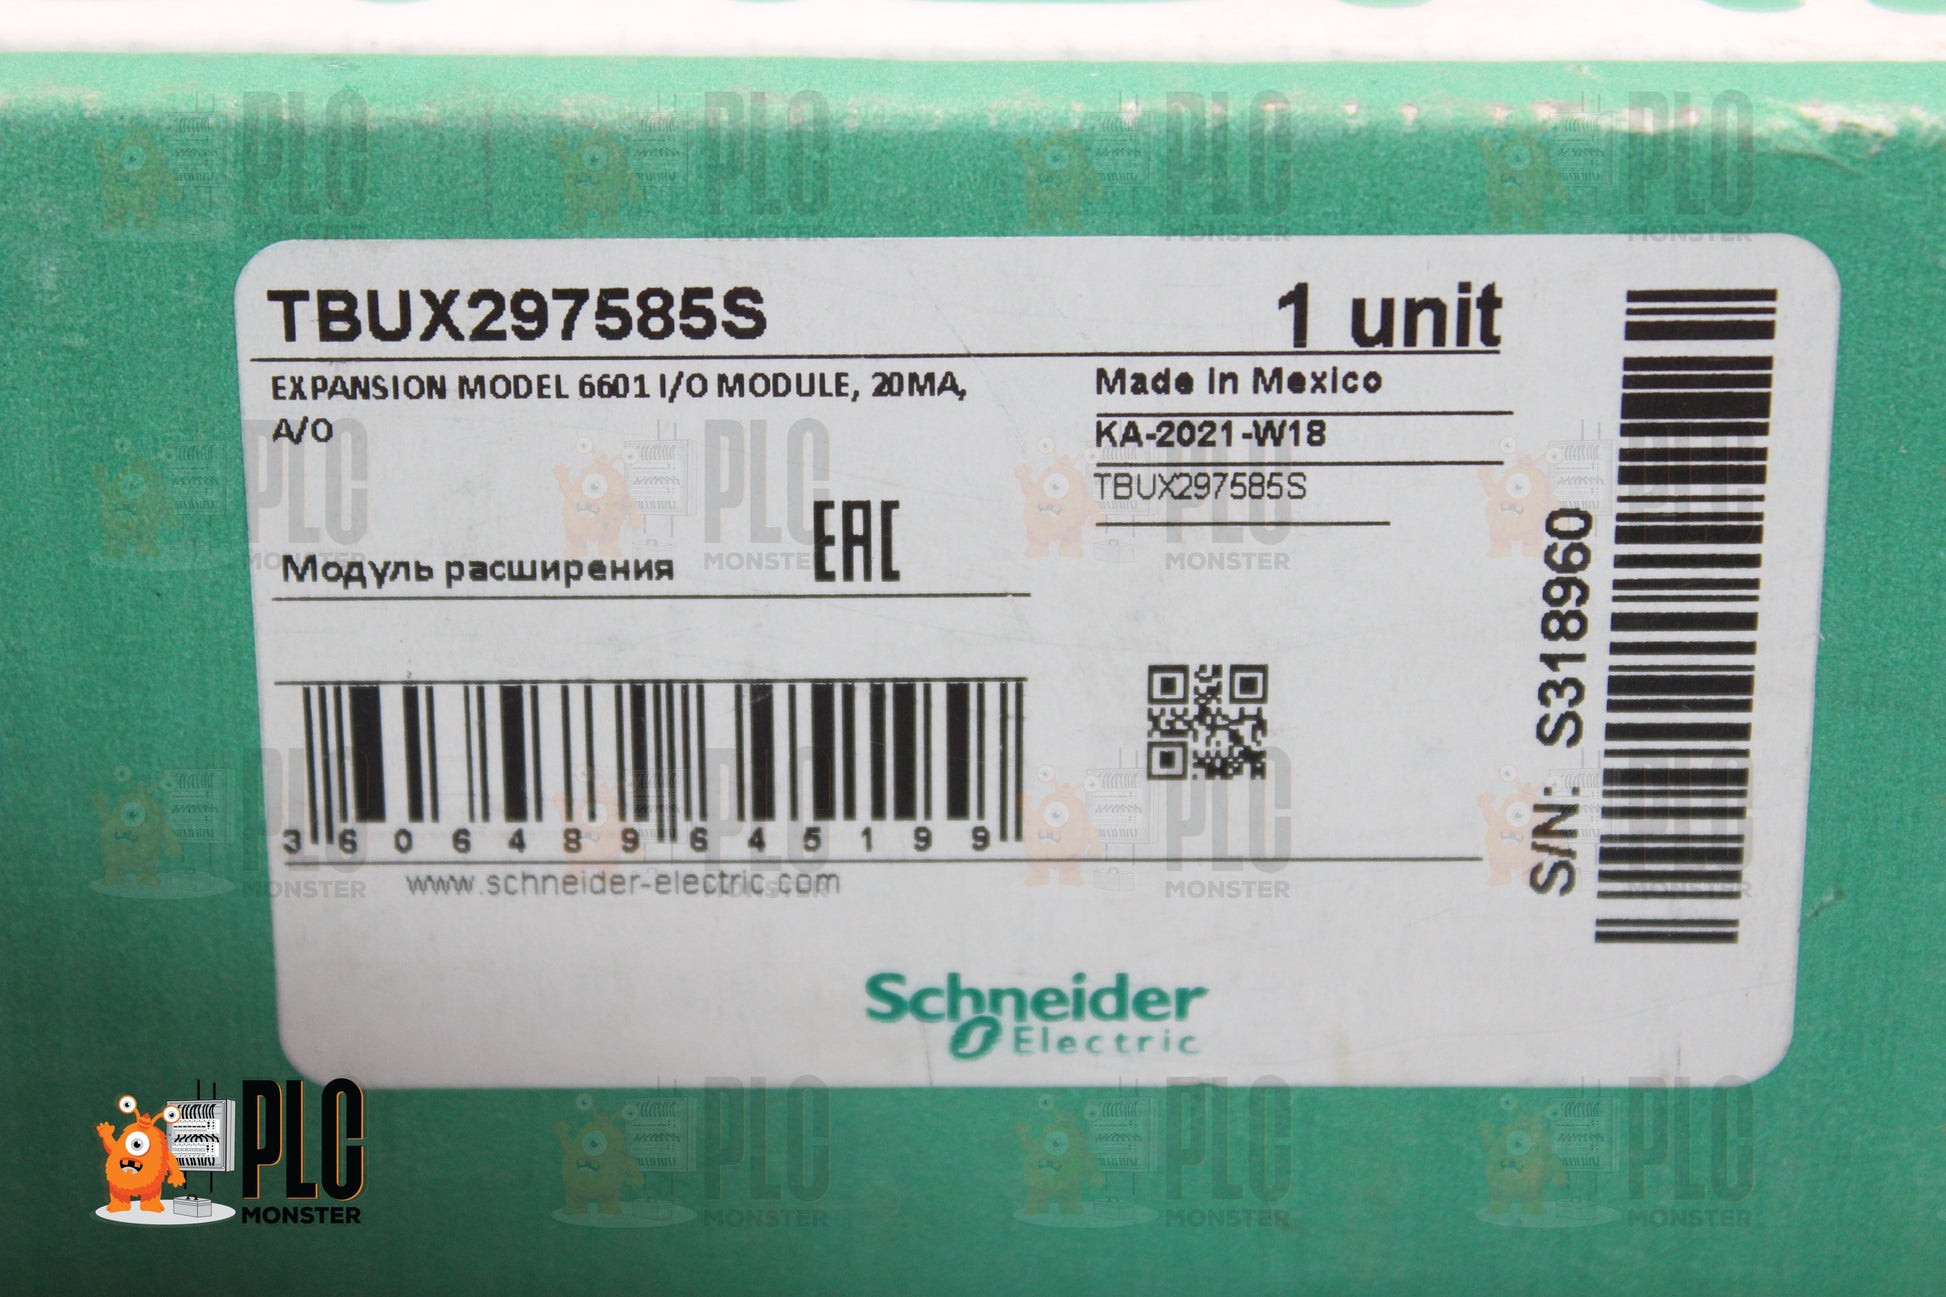 TBUX297585S
1 unit
EXPANSION MODEL 6601 I/O MODULE, 20MA,
A/O
Made in Mexico
KA-2021-W18
TBUX297585S
Модуль расширения
EAC
3 606489 645199
www.schneider-electric.com
S/N: S318960
Schneider
Electric
PLC
MONSTER